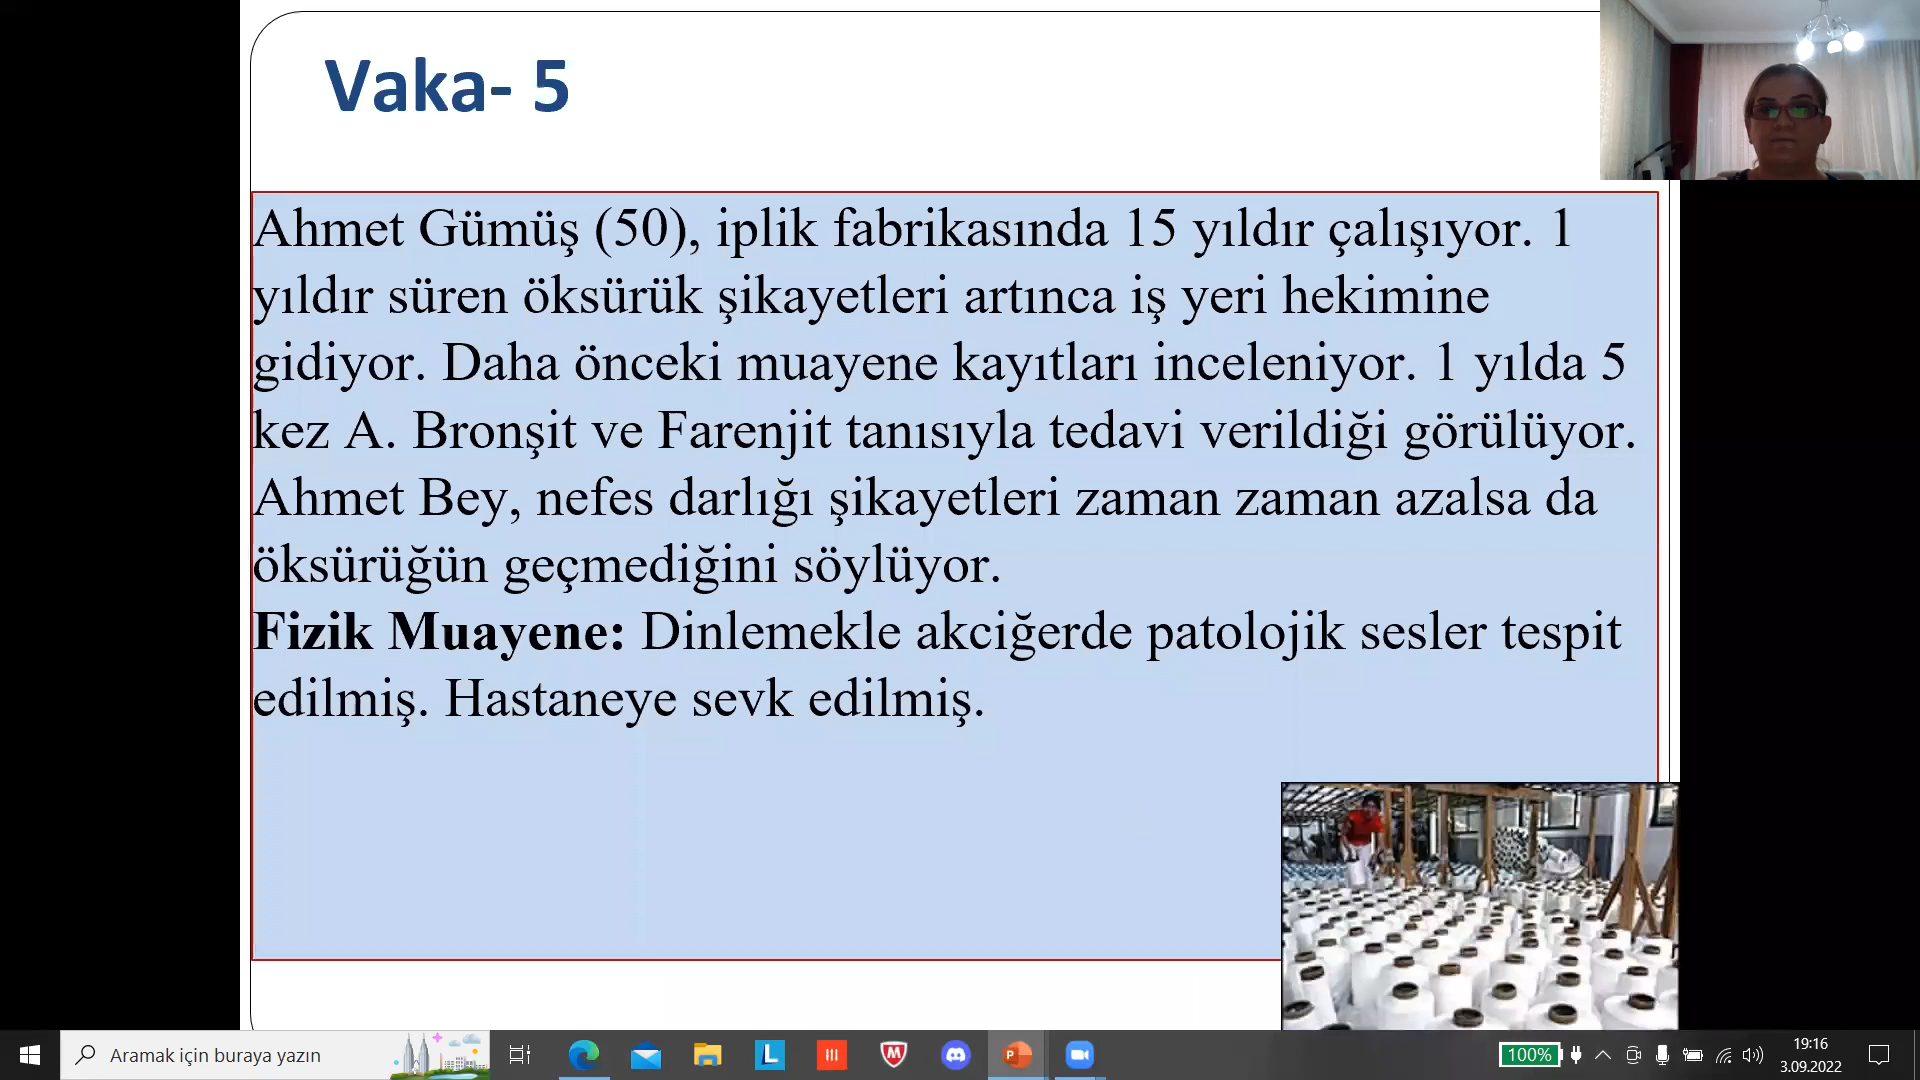 Vaka- 5
Ahmet Gümüş (50), iplik fabrikasında 15 yıldır çalışıyor. 1
yıldır süren öksürük şikayetleri artınca iş yeri hekimine
gidiyor. Daha önceki muayene kayıtları inceleniyor. 1 yılda 5
kez A. Bronşit ve Farenjit tanısıyla tedavi verildiği görülüyor.
Ahmet Bey, nefes darlığı şikayetleri zaman zaman azalsa da
öksürüğün geçmediğini söylüyor.
Fizik Muayene: Dinlemekle akciğerde patolojik sesler tespit
edilmiş. Hastaneye sevk edilmiş.
Aramak için buraya yazın
L
P
100%
19:16
3.09.2022